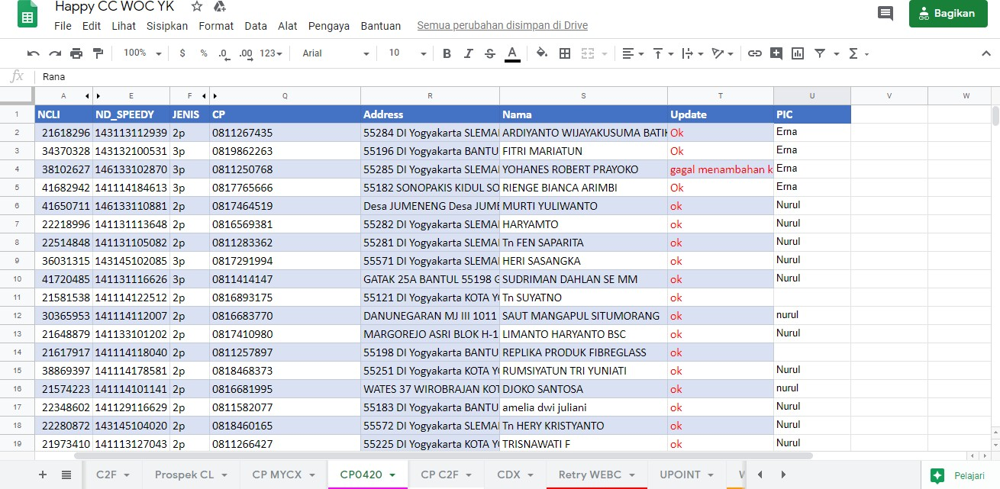 Happy CC WOC YK
Bagikan
File Edit Lihat Sisipkan Format Data Alat Pengaya Bantuan Semua perubahan disimpan di Drive
100% $ % .0 .00 123 Arial 10 B I S A
fx Rana
A E F Q R S T U V W
1 NCLI ND_SPEEDY JENIS CP Address Nama Update PIC
2 21618296 143113112939 2p 0811267435 55284 DI Yogyakarta SLEMA ARDIYANTO WIJAYAKUSUMA BATIK Ok Erna
3 34370328 143132100531 3p 0819862263 55196 DI Yogyakarta BANTU FITRI MARIATUN Ok Erna
4 38102627 146133102870 3p 0811250768 55285 DI Yogyakarta SLEMA YOHANES ROBERT PRAYOKO gagal menambahan k Erna
5 41682942 141114184613 3p 0817765666 55182 SONOPAKIS KIDUL SO RIENGE BIANCA ARIMBI Ok Erna
6 41650711 146133110881 2p 0817464519 Desa JUMENENG Desa JUME MURTI YULIWANTO ok Nurul
7 22218996 141131113648 2p 0816569381 55282 DI Yogyakarta SLEMA HARYAMTO ok Nurul
8 22514848 141131105082 2p 0811283362 55281 DI Yogyakarta SLEMA Tn FEN SAPARITA ok Nurul
9 36031315 143145102085 3p 0817291994 55571 DI Yogyakarta SLEMA HERI SASANGKA ok Nurul
10 41720485 141131116626 3p 0811414147 GATAK 25A BANTUL 55198 G SUDRIMAN DAHLAN SE MM ok Nurul
11 21581538 141114122512 2p 0816893175 55121 DI Yogyakarta KOTA YO Tn SUYATNO ok
12 30365953 141114112007 2p 0816683770 DANUNEGARAN MJ III 1011 SAUT MANGAPUL SITUMORANG ok nurul
13 21648879 141133101202 2p 0817410980 MARGOREJO ASRI BLOK H-1 LIMANTO HARYANTO BSC ok Nurul
14 21617917 141114118040 2p 0811257897 55198 DI Yogyakarta BANTU REPLIKA PRODUK FIBREGLASS ok
15 38869397 141114178581 2p 0818468373 55251 DI Yogyakarta KOTA YO RUMSIYATUN TRI YUNIATI ok Nurul
16 21574223 141114101141 2p 0816681995 WATES 37 WIROBRAJAN KOT DJOKO SANTOSA ok nurul
17 22348602 141129116629 2p 0811582077 55183 DI Yogyakarta BANTU amelia dwi juliani ok Nurul
18 22280872 143145104020 2p 0818460165 55572 DI Yogyakarta SLEMA Tn HERY KRISTYANTO ok Nurul
19 21973410 141113127043 2p 0811266427 55225 DI Yogyakarta KOTA YO TRISNAWATI F ok Nurul
C2F Prospek CL CP MYCX CP0420 CP C2F CDX Retry WEBC UPOINT Pelajari